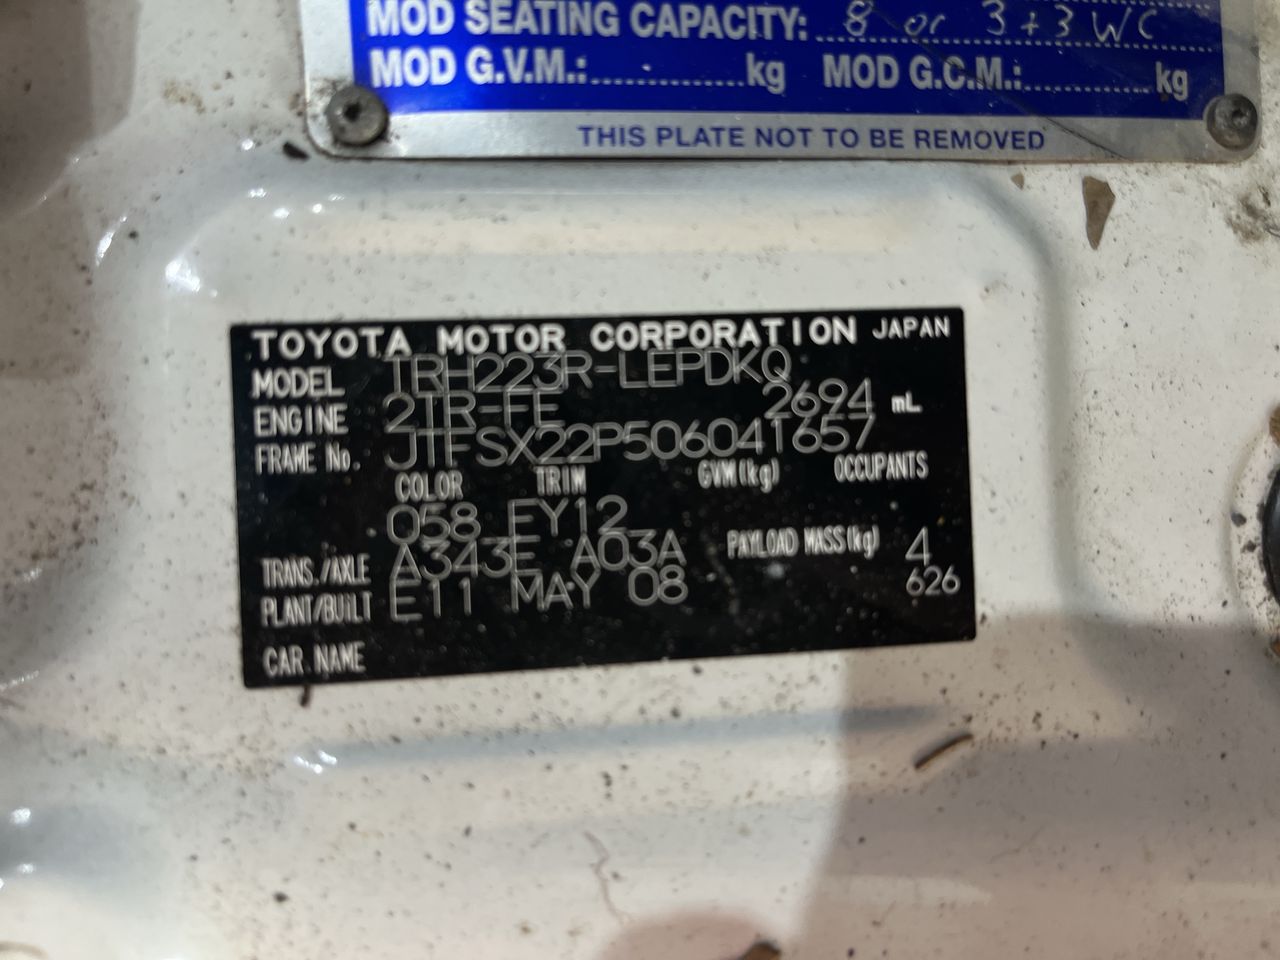 MOD SEATING CAPACITY: 8 or 3+3 WC
MOD G.V.M.:..............kg MOD G.C.M.:..............kg
THIS PLATE NOT TO BE REMOVED
TOYOTA MOTOR CORPORATION JAPAN
MODEL TRH223R-LEPDKQ
ENGINE 2TR-FE 2694 mL
FRAME No. JTFSX22P506041657
COLOR TRIM GVM(kg) OCCUPANTS
058 FY12
TRANS./AXLE A343E A03A PAYLOAD MASS(kg) 4
PLANT/BUILT E11 MAY 08 626
CAR NAME